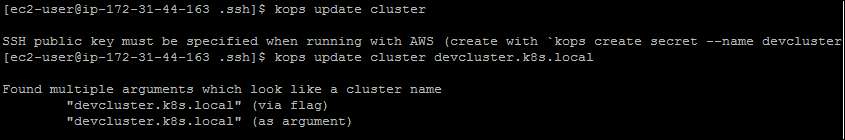 [ec2-user@ip-172-31-44-163 .ssh]$ kops update cluster
SSH public key must be specified when running with AWS (create with `kops create secret --name devcluster
[ec2-user@ip-172-31-44-163 .ssh]$ kops update cluster devcluster.k8s.local
Found multiple arguments which look like a cluster name
"devcluster.k8s.local" (via flag)
"devcluster.k8s.local" (as argument)